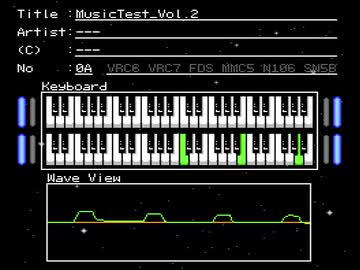 Title :MusicTest_Vol.2
Artist:---
(C) :---
No :0A VRC6 VRC7 FDS MMC5 N106 SN5B
Keyboard
Wave View